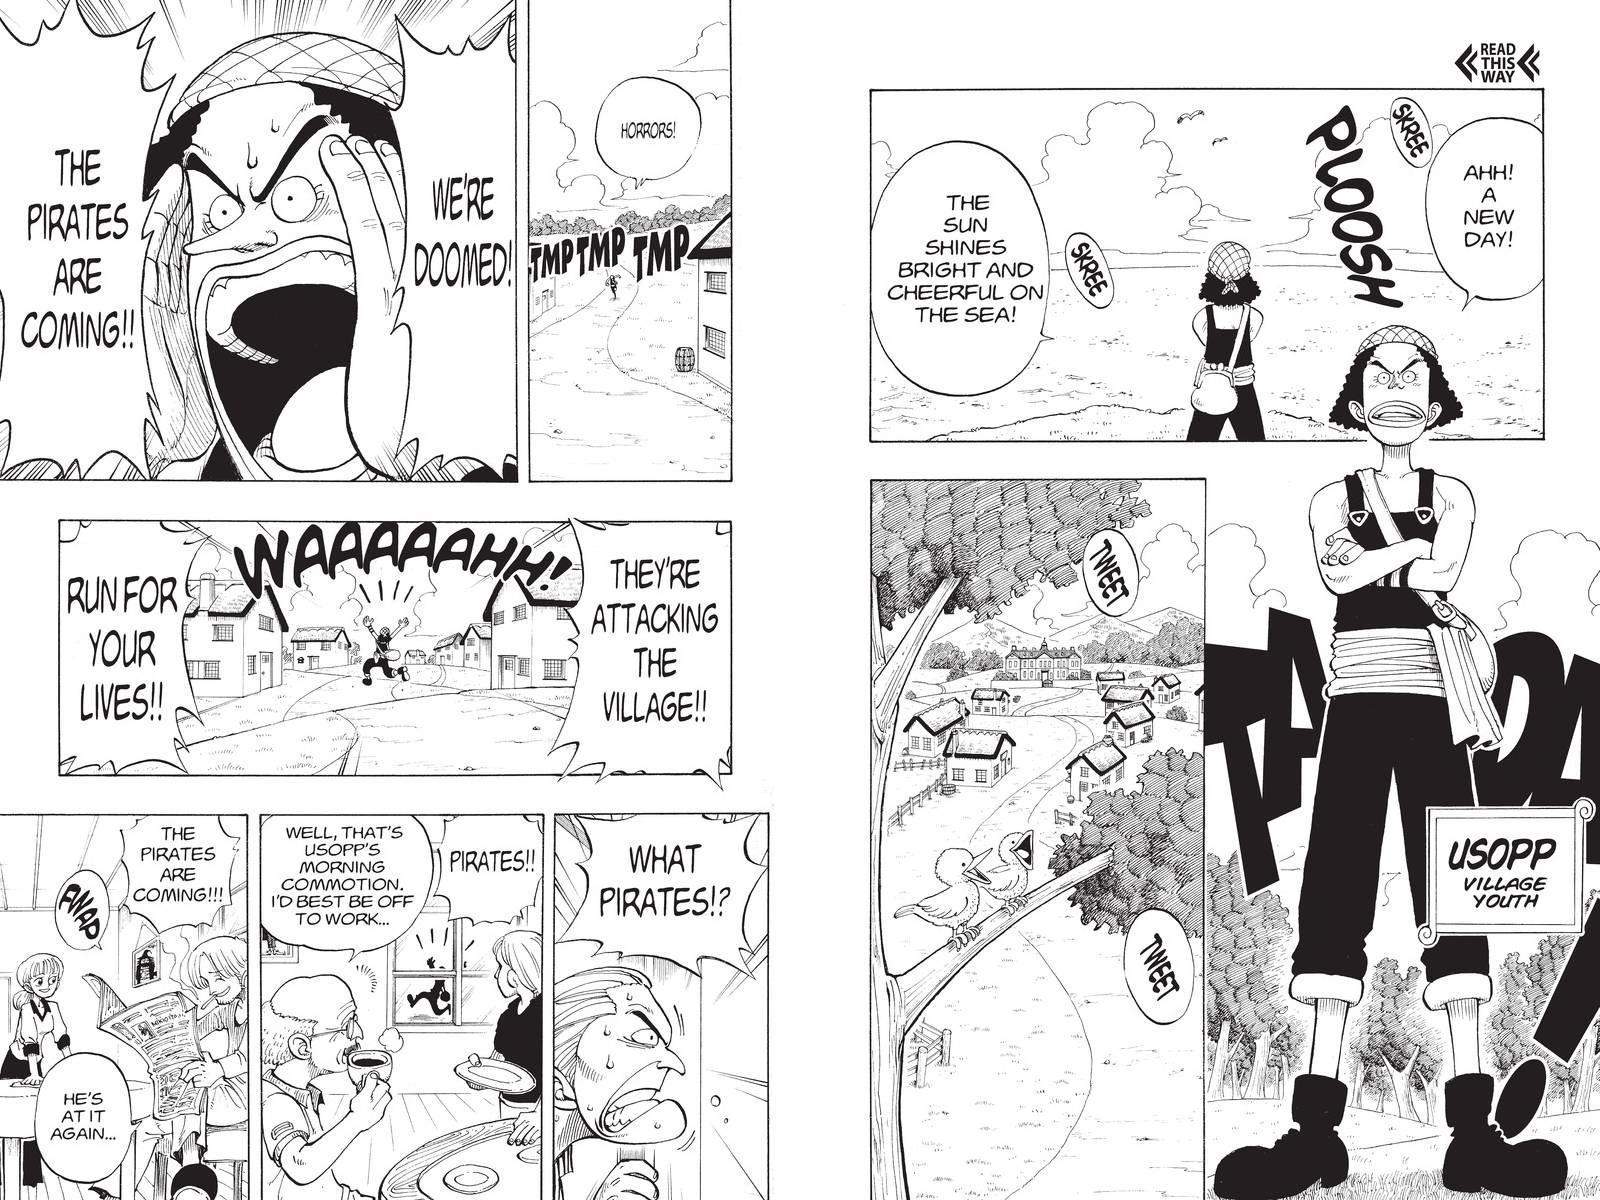 READ
THIS
WAY
AHH!
A
NEW
DAY!
SKREE
PLOOSH
SKREE
THE
SUN
SHINES
BRIGHT AND
CHEERFUL ON
THE SEA!
USOPP
VILLAGE
YOUTH
TWEET
TWEET
HORRORS!
TMP TMP TMP
WE'RE
DOOMED!
THE
PIRATES
ARE
COMING!!
THEY'RE
ATTACKING
THE
VILLAGE!!
WAAAAAAHH!
RUN FOR
YOUR
LIVES!!
WHAT
PIRATES!?
PIRATES!!
WELL, THAT'S
USOPP'S
MORNING
COMMOTION.
I'D BEST BE OFF
TO WORK...
THE
PIRATES
ARE
COMING!!!
HE'S
AT IT
AGAIN...